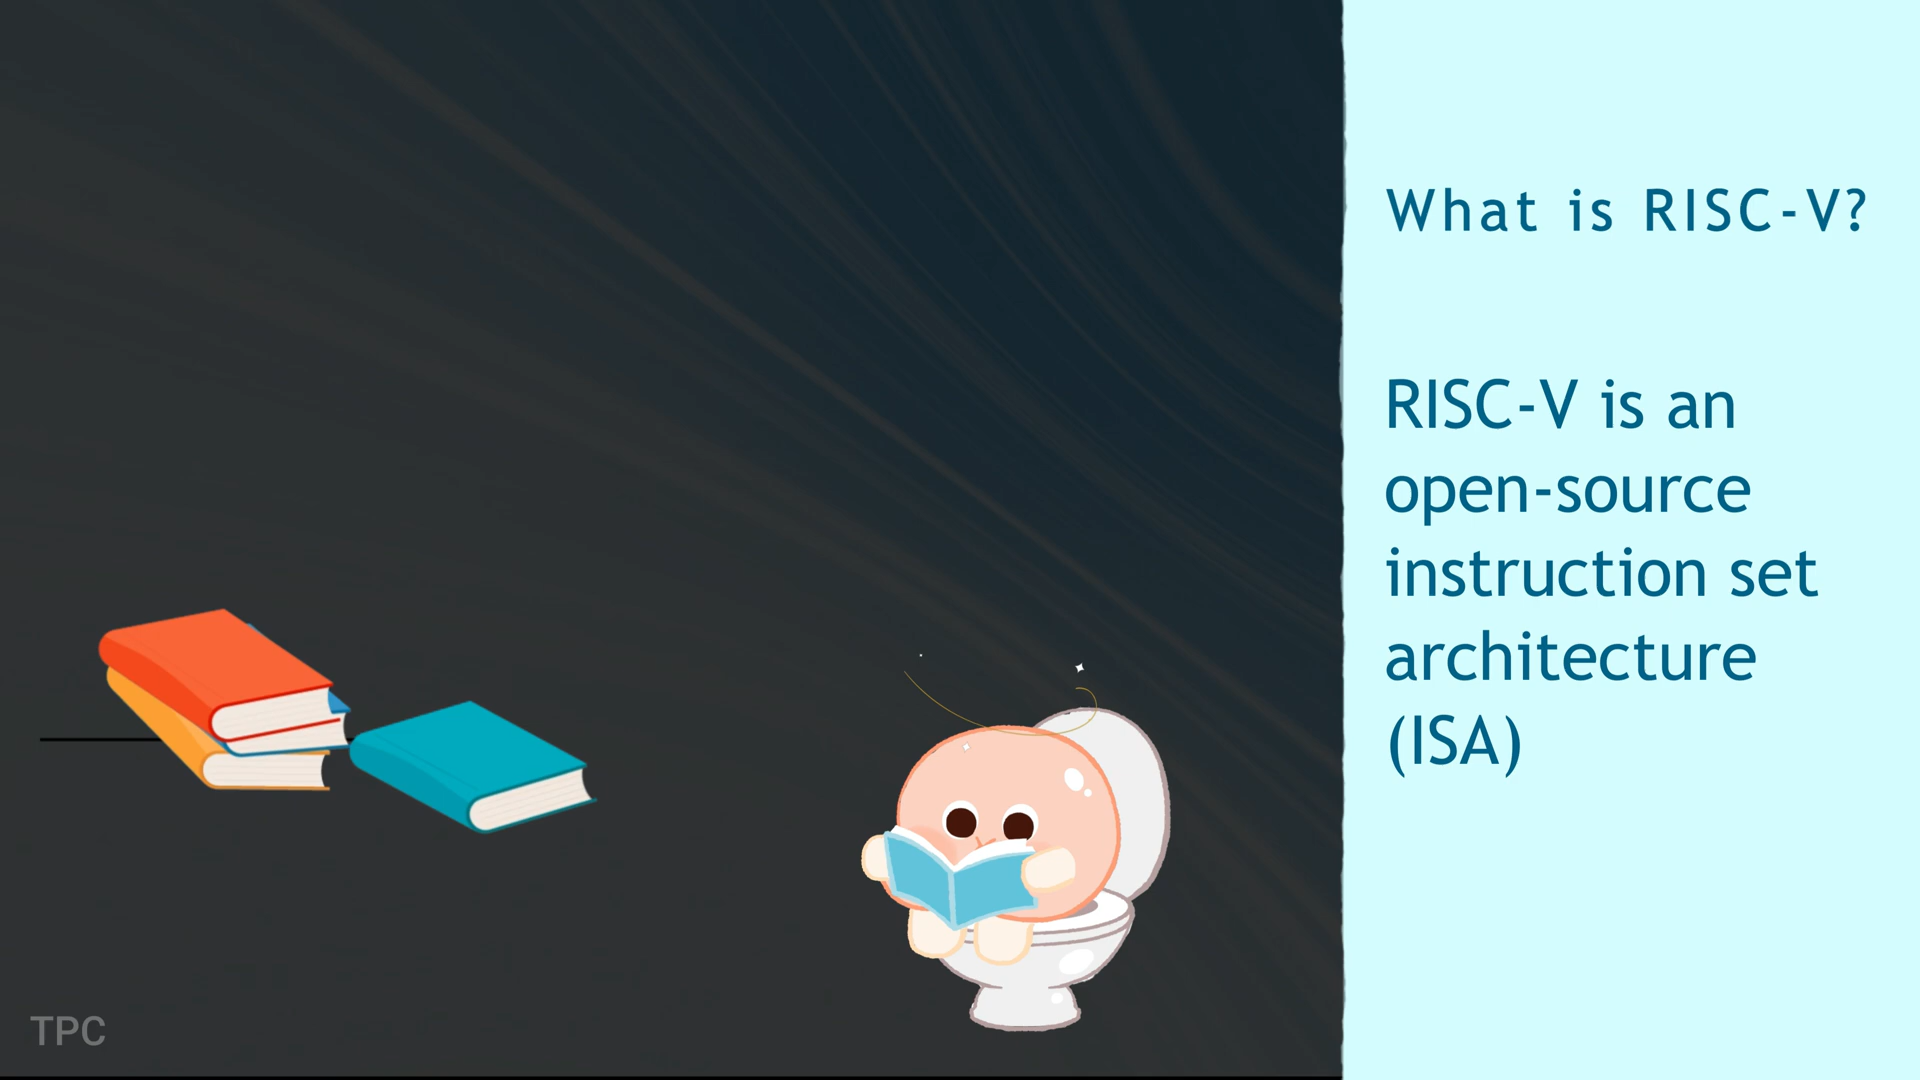 What is RISC-V?
RISC-V is an
open-source
instruction set
architecture
(ISA)
TPC